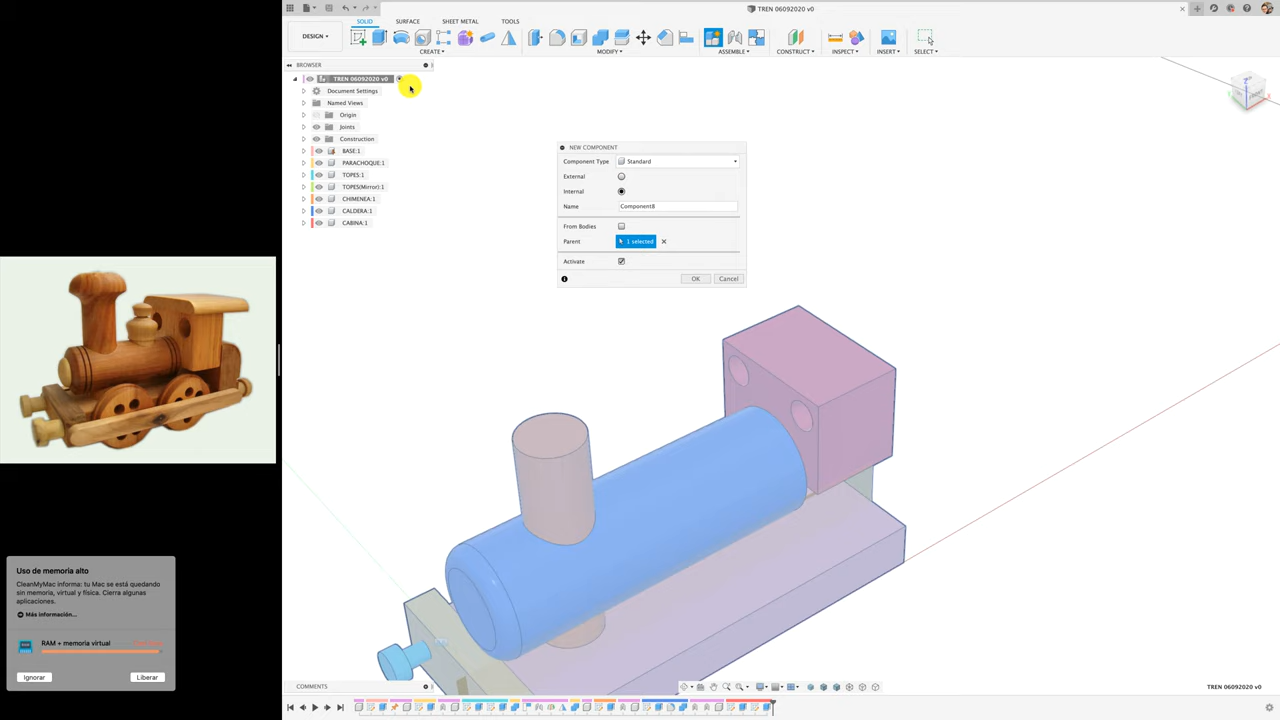 TREN 06092020 v0
DESIGN
SOLID
SURFACE
SHEET METAL
TOOLS
CREATE
MODIFY
ASSEMBLE
CONSTRUCT
INSPECT
INSERT
SELECT
BROWSER
TREN 06092020 v0
Document Settings
Named Views
Origin
Joints
Construction
BASE:1
PARACHOQUE:1
TOPES:1
TOPES(Mirror):1
CHIMENEA:1
CALDERA:1
CABINA:1
NEW COMPONENT
Component Type Standard
External
Internal
Name Component8
From Bodies
Parent 1 selected
Activate
OK Cancel
Uso de memoria alto
CleanMyMac informa: tu Mac se está quedando
sin memoria, virtual y física. Cierra algunas
aplicaciones.
Más información...
RAM + memoria virtual
Ignorar Liberar
COMMENTS
TREN 06092020 v0